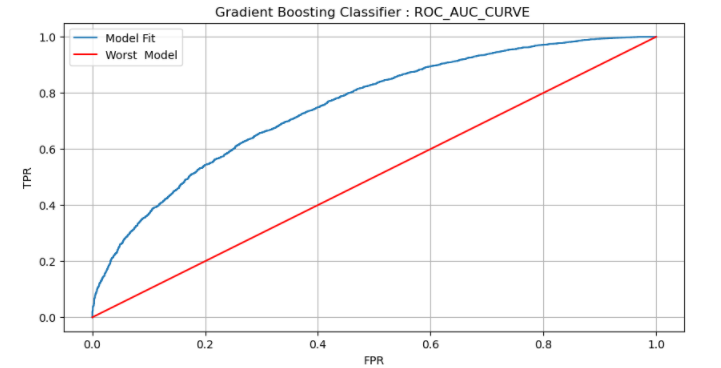 Gradient Boosting Classifier : ROC_AUC_CURVE
Model Fit
Worst  Model
TPR
1.0
0.8
0.6
0.4
0.2
0.0
0.0 0.2 0.4 0.6 0.8 1.0
FPR